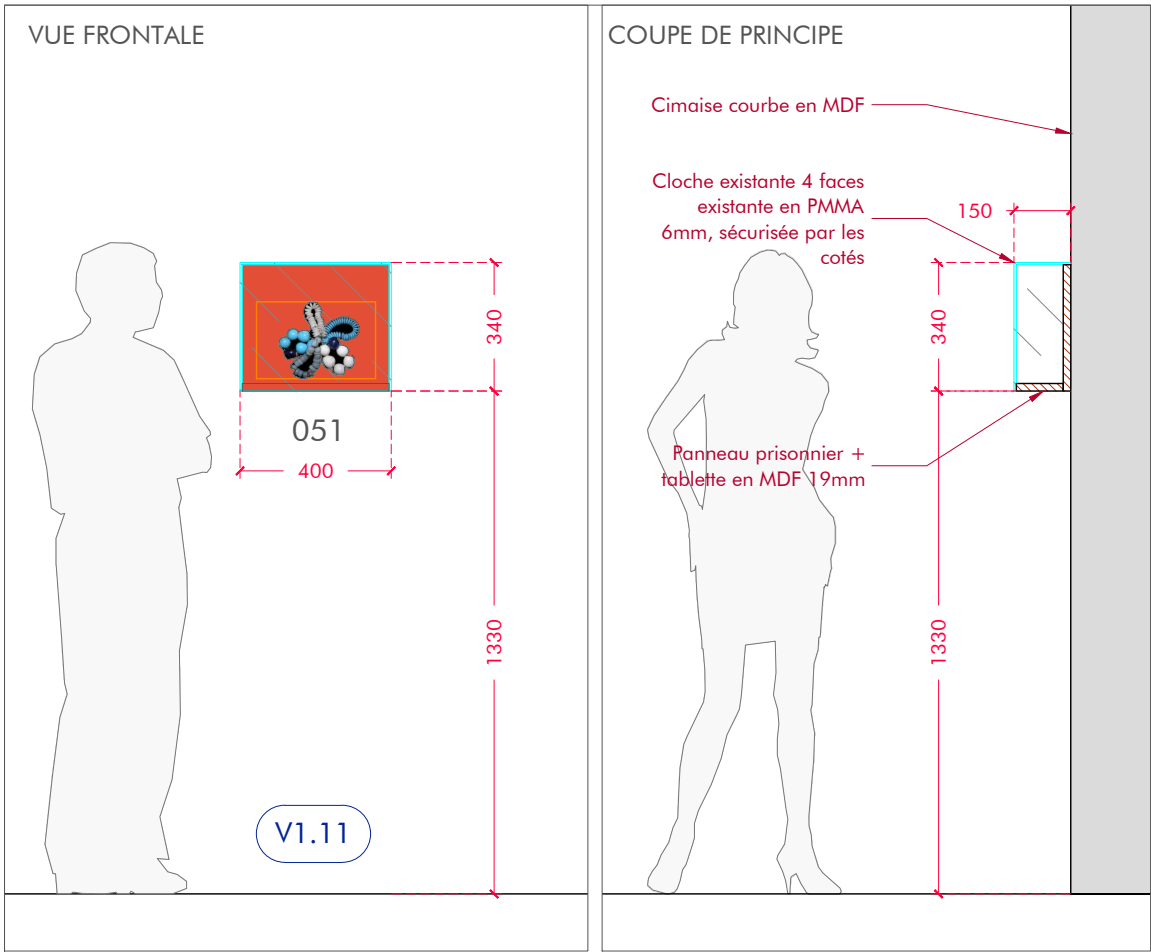 VUE FRONTALE
340
051
400
1330
V1.11
COUPE DE PRINCIPE
Cimaise courbe en MDF
Cloche existante 4 faces
existante en PMMA
6mm, sécurisée par les
cotés
150
340
Panneau prisonnier +
tablette en MDF 19mm
1330